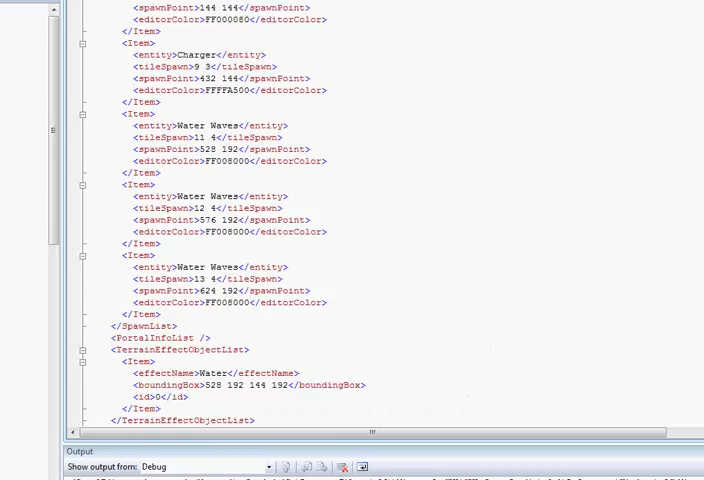 <spawnPoint>144 144</spawnPoint>
<editorColor>FF000080</editorColor>
</Item>
<Item>
<entity>Charger</entity>
<tileSpawn>9 3</tileSpawn>
<spawnPoint>432 144</spawnPoint>
<editorColor>FFFFA500</editorColor>
</Item>
<Item>
<entity>Water Waves</entity>
<tileSpawn>11 4</tileSpawn>
<spawnPoint>528 192</spawnPoint>
<editorColor>FF008000</editorColor>
</Item>
<Item>
<entity>Water Waves</entity>
<tileSpawn>12 4</tileSpawn>
<spawnPoint>576 192</spawnPoint>
<editorColor>FF008000</editorColor>
</Item>
<Item>
<entity>Water Waves</entity>
<tileSpawn>13 4</tileSpawn>
<spawnPoint>624 192</spawnPoint>
<editorColor>FF008000</editorColor>
</Item>
</SpawnList>
<PortalInfoList />
<TerrainEffectObjectList>
<Item>
<effectName>Water</effectName>
<boundingBox>528 192 144 192</boundingBox>
<id>0</id>
</Item>
</TerrainEffectObjectList>
Output
Show output from: Debug